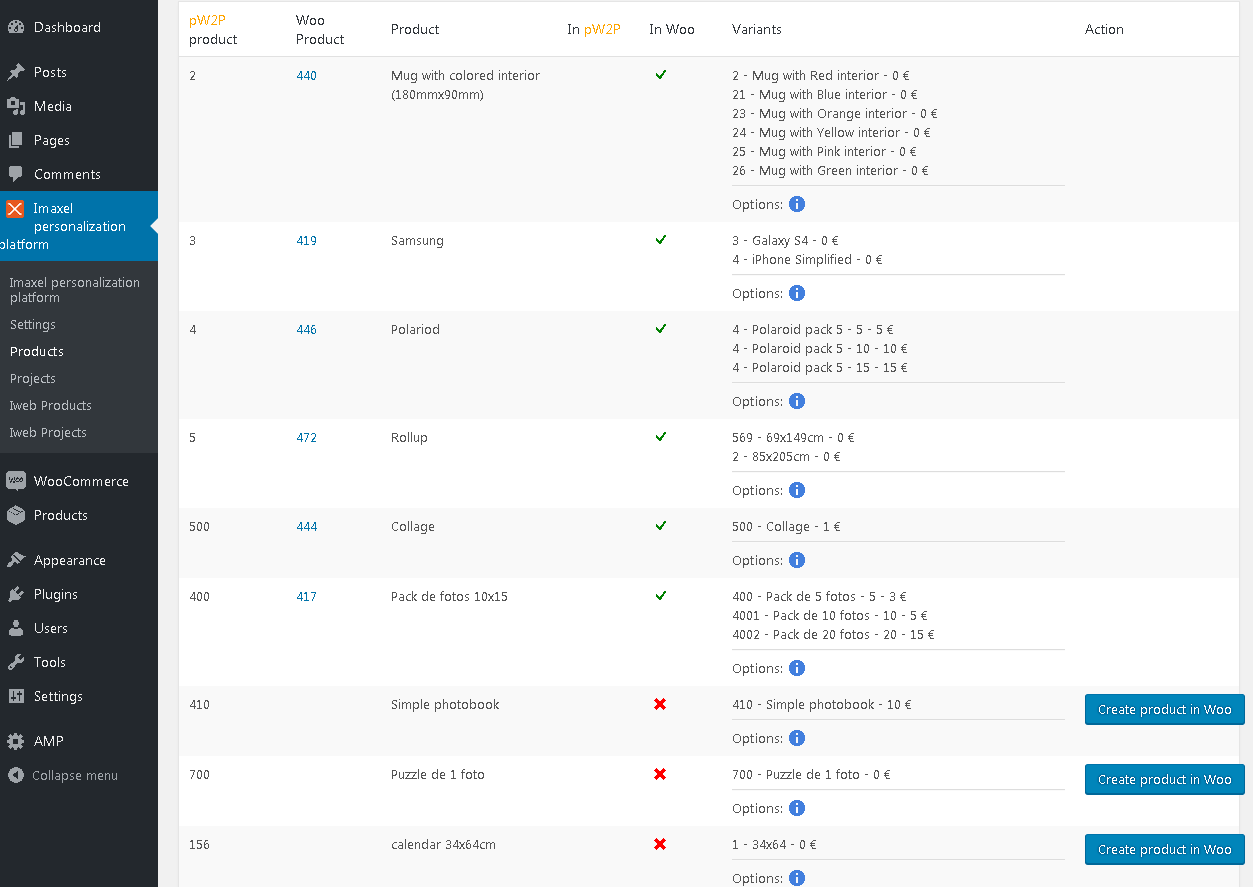 Dashboard
Posts
Media
Pages
Comments
Imaxel
personalization
platform
Imaxel personalization
platform
Settings
Products
Projects
Iweb Products
Iweb Projects
WooCommerce
Products
Appearance
Plugins
Users
Tools
Settings
AMP
Collapse menu
pW2P
product
Woo
Product
Product
In pW2P
In Woo
Variants
Action
2
440
Mug with colored interior
(180mmx90mm)
2 - Mug with Red interior - 0 €
21 - Mug with Blue interior - 0 €
23 - Mug with Orange interior - 0 €
24 - Mug with Yellow interior - 0 €
25 - Mug with Pink interior - 0 €
26 - Mug with Green interior - 0 €
Options:
3
419
Samsung
3 - Galaxy S4 - 0 €
4 - iPhone Simplified - 0 €
Options:
4
446
Polariod
4 - Polaroid pack 5 - 5 - 5 €
4 - Polaroid pack 5 - 10 - 10 €
4 - Polaroid pack 5 - 15 - 15 €
Options:
5
472
Rollup
569 - 69x149cm - 0 €
2 - 85x205cm - 0 €
Options:
500
444
Collage
500 - Collage - 1 €
Options:
400
417
Pack de fotos 10x15
400 - Pack de 5 fotos - 5 - 3 €
4001 - Pack de 10 fotos - 10 - 5 €
4002 - Pack de 20 fotos - 20 - 15 €
Options:
410
Simple photobook
410 - Simple photobook - 10 €
Options:
Create product in Woo
700
Puzzle de 1 foto
700 - Puzzle de 1 foto - 0 €
Options:
Create product in Woo
156
calendar 34x64cm
1 - 34x64 - 0 €
Options:
Create product in Woo